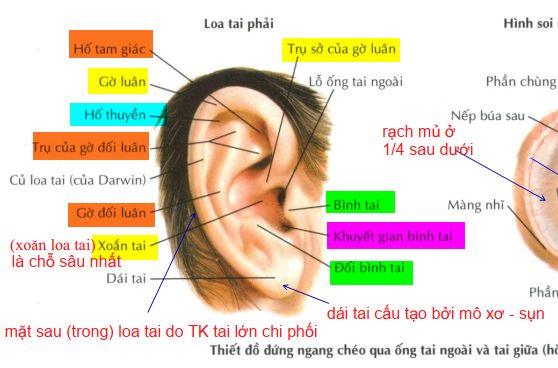 Loa tai phải
Hình soi
Hố tam giác
Trụ sở của gờ luân
Gờ luân
Lỗ ống tai ngoài
Phần chùng
Hố thuyền
Nếp búa sau
rạch mủ ở
1/4 sau dưới
Trụ của gờ đối luân
Củ loa tai (của Darwin)
Gờ đối luân
Bình tai
Màng nhĩ
(xoăn loa tai)
Xoắn tai
là chỗ sâu nhất
Khuyết gian bình tai
Dái tai
Đối bình tai
Phần
dái tai cấu tạo bởi mô xơ - sụn
mặt sau (trong) loa tai do TK tai lớn chi phối
Thiết đồ đứng ngang chéo qua ống tai ngoài và tai giữa (hò